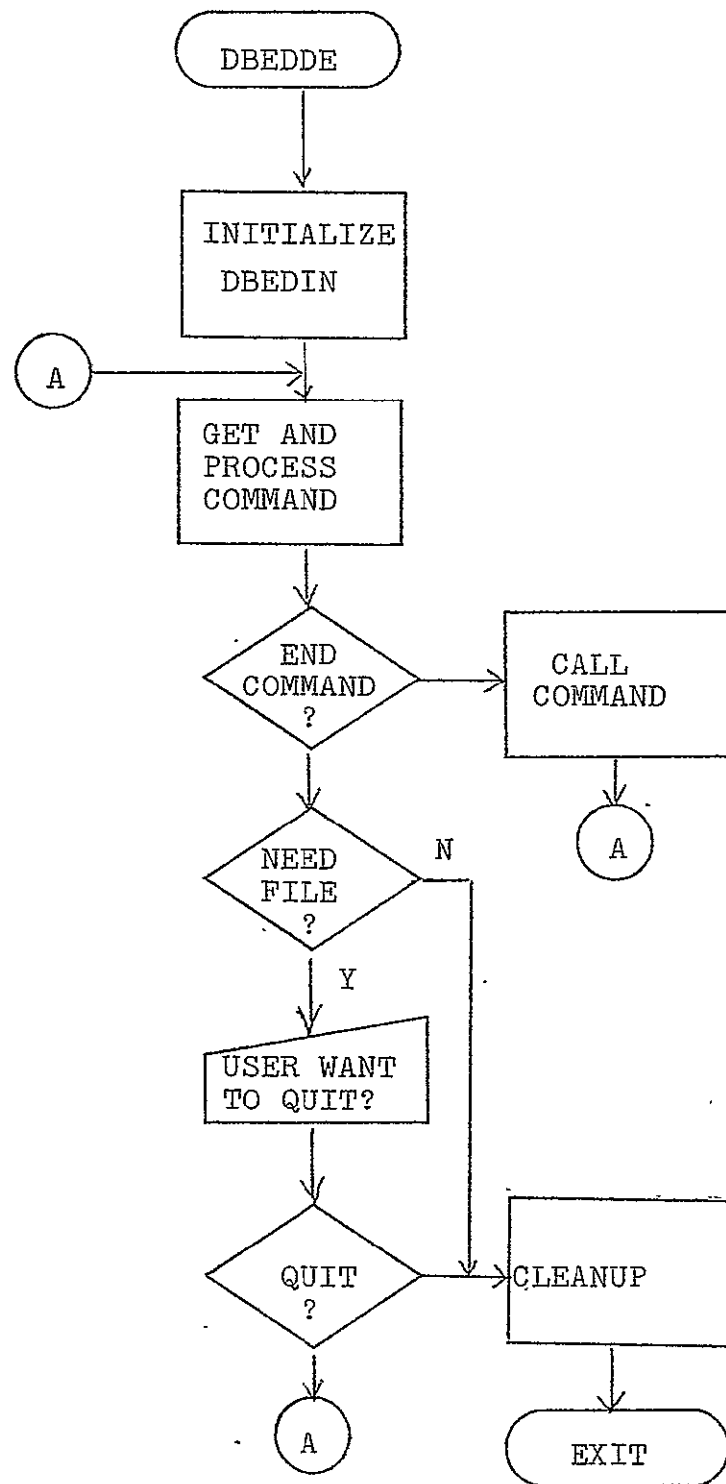 DBEDDE
INITIALIZE
DBEDIN
A
GET AND
PROCESS
COMMAND
END
COMMAND
?
CALL
COMMAND
A
NEED
FILE
?
N
Y
USER WANT
TO QUIT?
QUIT
?
CLEANUP
A
EXIT